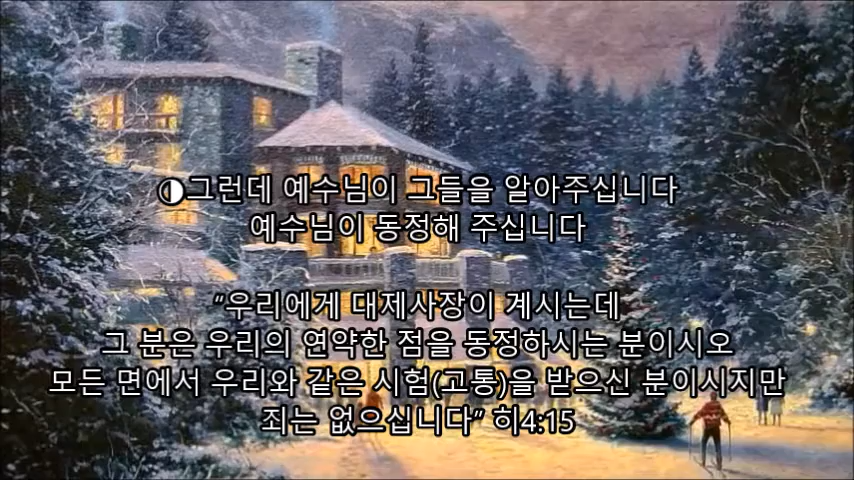 ◐그런데 예수님이 그들을 알아주십니다
예수님이 동정해 주십니다
"우리에게 대제사장이 계시는데
그 분은 우리의 연약한 점을 동정하시는 분이시오
모든 면에서 우리와 같은 시험(고통)을 받으신 분이시지만
죄는 없으십니다" 히4:15